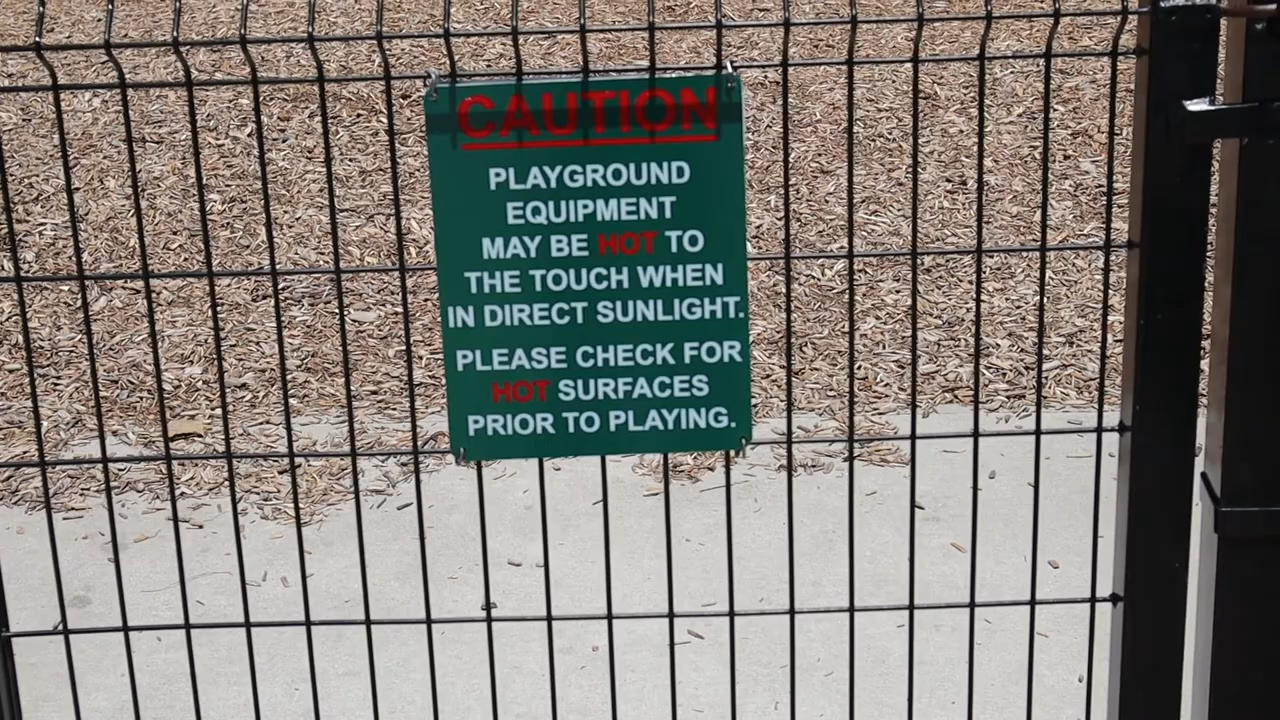 CAUTION
PLAYGROUND
EQUIPMENT
MAY BE HOT TO
THE TOUCH WHEN
IN DIRECT SUNLIGHT.
PLEASE CHECK FOR
HOT SURFACES
PRIOR TO PLAYING.